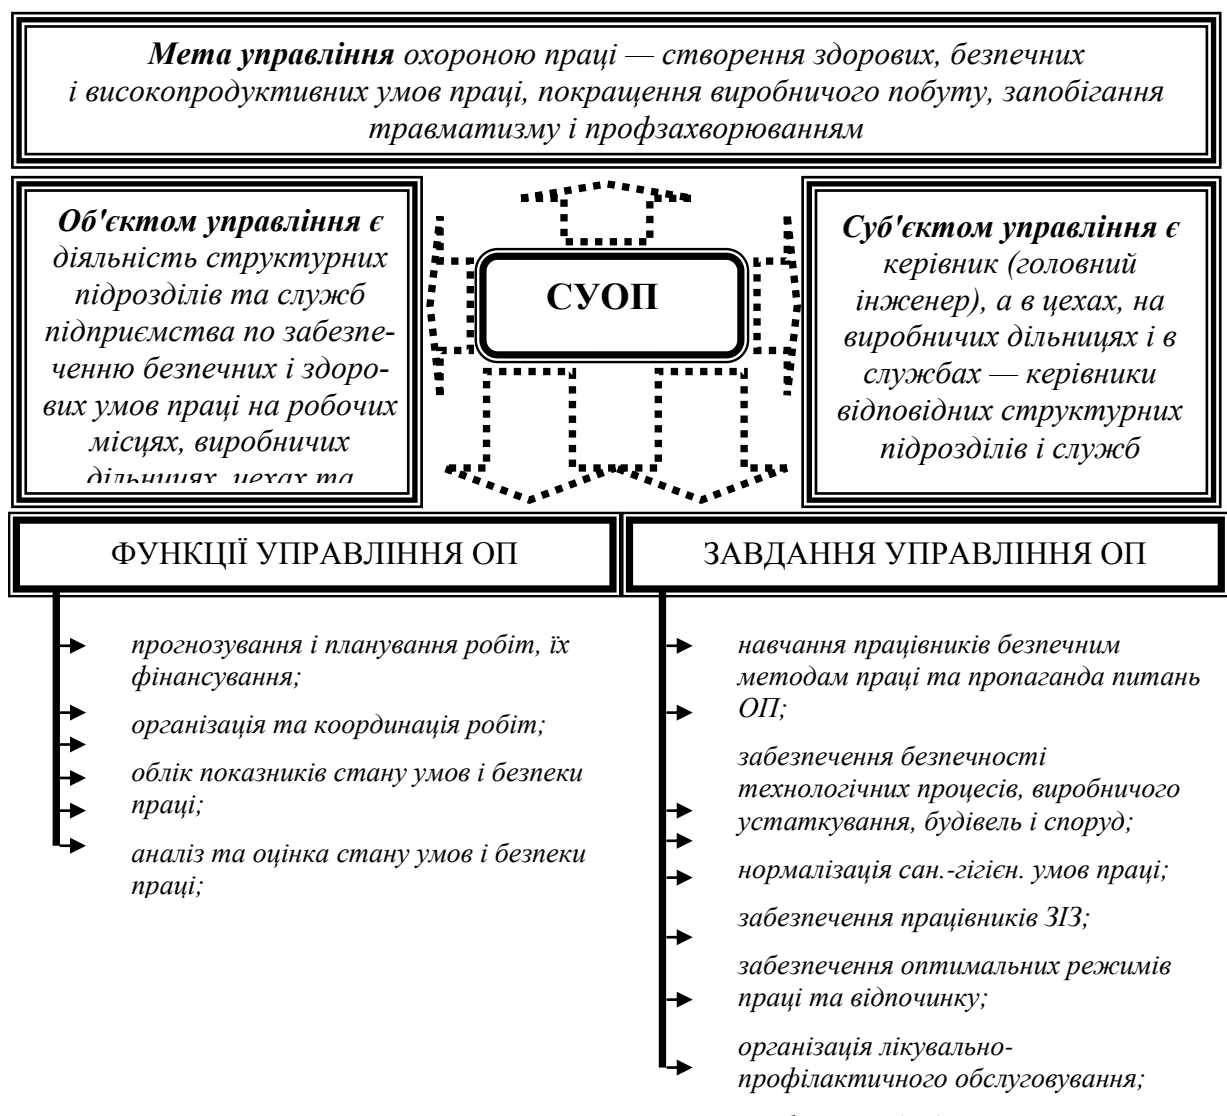 Мета управління охороною праці — створення здорових, безпечних
і високопродуктивних умов праці, покращення виробничого побуту, запобігання
травматизму і профзахворюванням
Об'єктом управління є
діяльність структурних
підрозділів та служб
підприємства по забезпе-
ченню безпечних і здоро-
вих умов праці на робочих
місцях, виробничих
дільницях, цехах та
СУОП
Суб'єктом управління є
керівник (головний
інженер), а в цехах, на
виробничих дільницях і в
службах — керівники
відповідних структурних
підрозділів і служб
ФУНКЦІЇ УПРАВЛІННЯ ОП
прогнозування і планування робіт, їх
фінансування;
організація та координація робіт;
облік показників стану умов і безпеки
праці;
аналіз та оцінка стану умов і безпеки
праці;
ЗАВДАННЯ УПРАВЛІННЯ ОП
навчання працівників безпечним
методам праці та пропаганда питань
ОП;
забезпечення безпечності
технологічних процесів, виробничого
устаткування, будівель і споруд;
нормалізація сан.-гігієн. умов праці;
забезпечення працівників ЗІЗ;
забезпечення оптимальних режимів
праці та відпочинку;
організація лікувально-
профілактичного обслуговування;